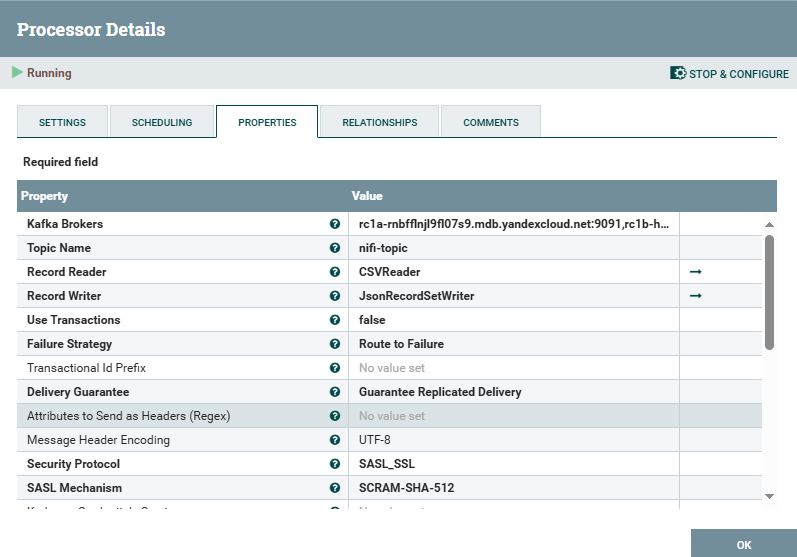 Processor Details
Running
STOP & CONFIGURE
SETTINGS SCHEDULING PROPERTIES RELATIONSHIPS COMMENTS
Required field
Property Value
Kafka Brokers rc1a-rnbfflnjl9fl07s9.mdb.yandexcloud.net:9091,rc1b-h...
Topic Name nifi-topic
Record Reader CSVReader
Record Writer JsonRecordSetWriter
Use Transactions false
Failure Strategy Route to Failure
Transactional Id Prefix No value set
Delivery Guarantee Guarantee Replicated Delivery
Attributes to Send as Headers (Regex) No value set
Message Header Encoding UTF-8
Security Protocol SASL_SSL
SASL Mechanism SCRAM-SHA-512
OK